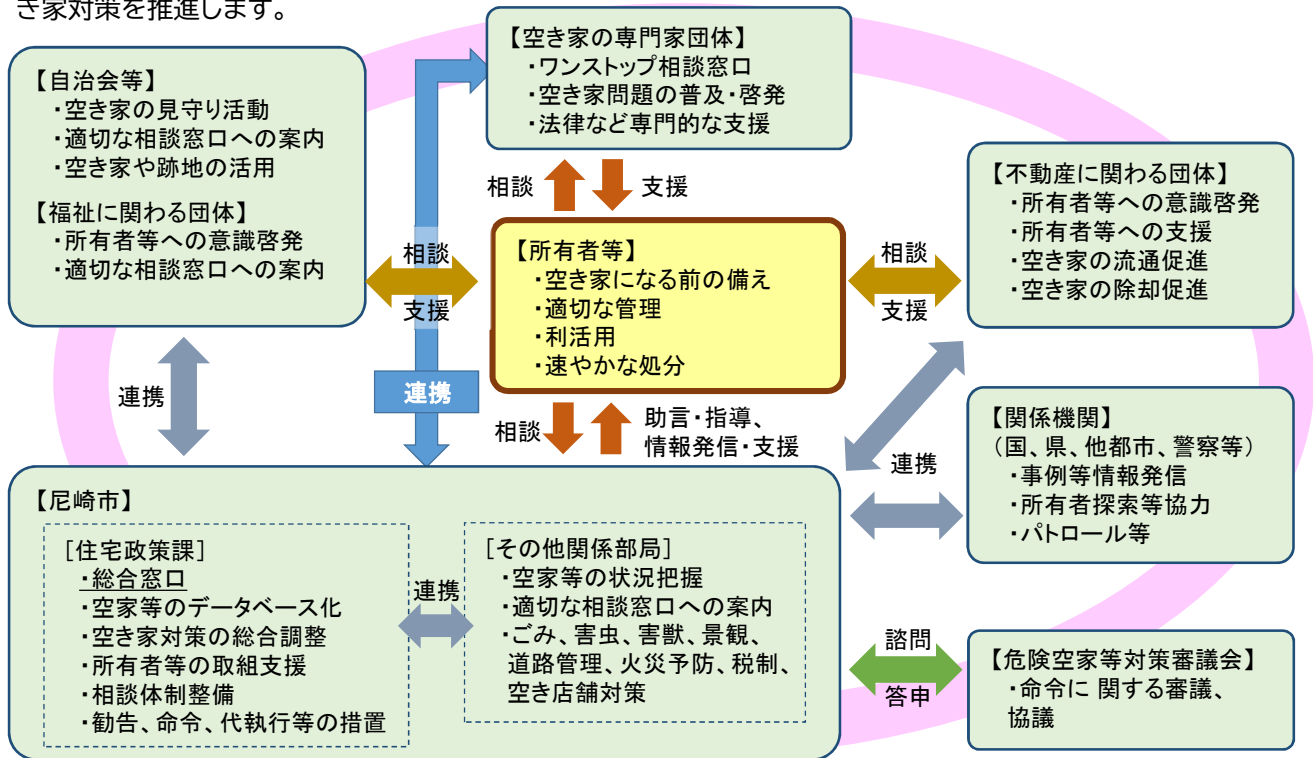 き家対策を推進します。
【自治会等】
・空き家の見守り活動
・適切な相談窓口への案内
・空き家や跡地の活用
【福祉に関わる団体】
・所有者等への意識啓発
・適切な相談窓口への案内
【空き家の専門家団体】
・ワンストップ相談窓口
・空き家問題の普及・啓発
・法律など専門的な支援
相談
支援
【所有者等】
・空き家になる前の備え
・適切な管理
・利活用
・速やかな処分
相談
支援
相談
支援
【不動産に関わる団体】
・所有者等への意識啓発
・所有者等への支援
・空き家の流通促進
・空き家の除却促進
連携
連携
相談
助言・指導、
情報発信・支援
連携
【関係機関】
（国、県、他都市、警察等）
・事例等情報発信
・所有者探索等協力
・パトロール等
【尼崎市】
［住宅政策課］
・総合窓口
・空家等のデータベース化
・空き家対策の総合調整
・所有者等の取組支援
・相談体制整備
・勧告、命令、代執行等の措置
連携
［その他関係部局］
・空家等の状況把握
・適切な相談窓口への案内
・ごみ、害虫、害獣、景観、
道路管理、火災予防、税制、
空き店舗対策
諮問
答申
【危険空家等対策審議会】
・命令に 関する審議、
協議